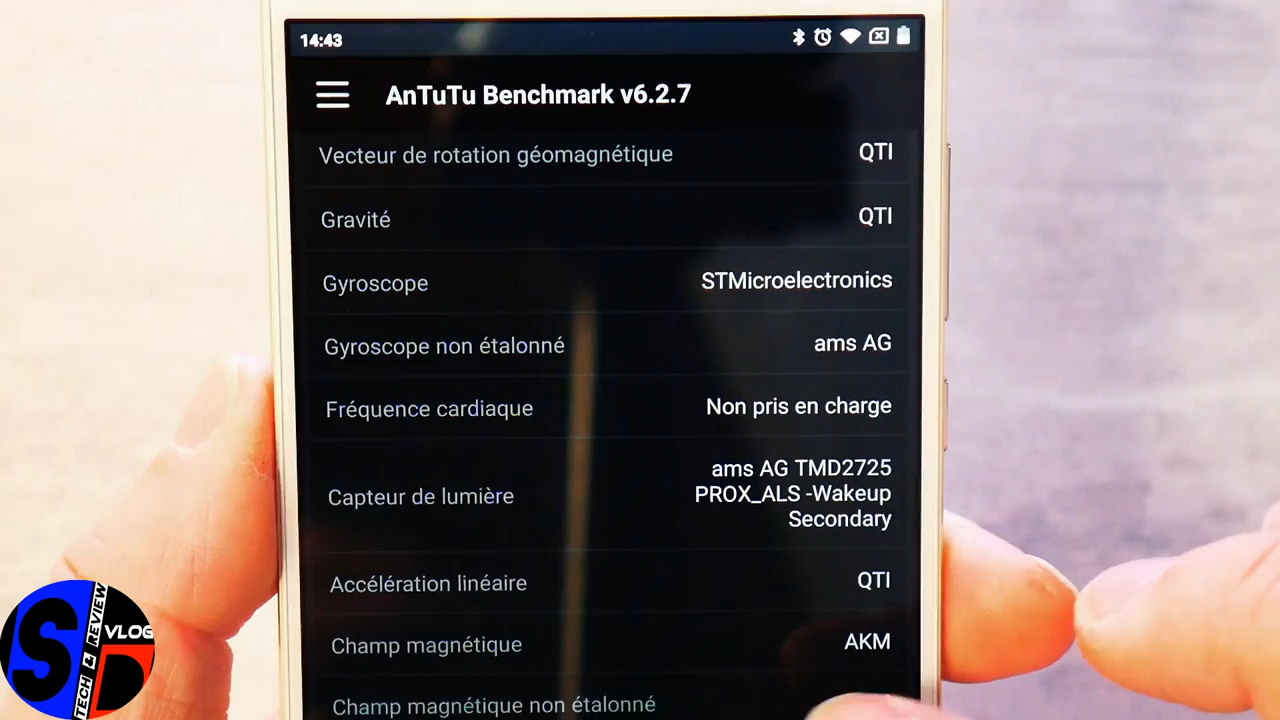 14:43
AnTuTu Benchmark v6.2.7
Vecteur de rotation géomagnétique QTI
Gravité QTI
Gyroscope STMicroelectronics
Gyroscope non étalonné ams AG
Fréquence cardiaque Non pris en charge
Capteur de lumière ams AG TMD2725
PROX_ALS -Wakeup
Secondary
Accélération linéaire QTI
Champ magnétique AKM
Champ magnétique non étalonné
SD
TECH & REVIEW
VLOG